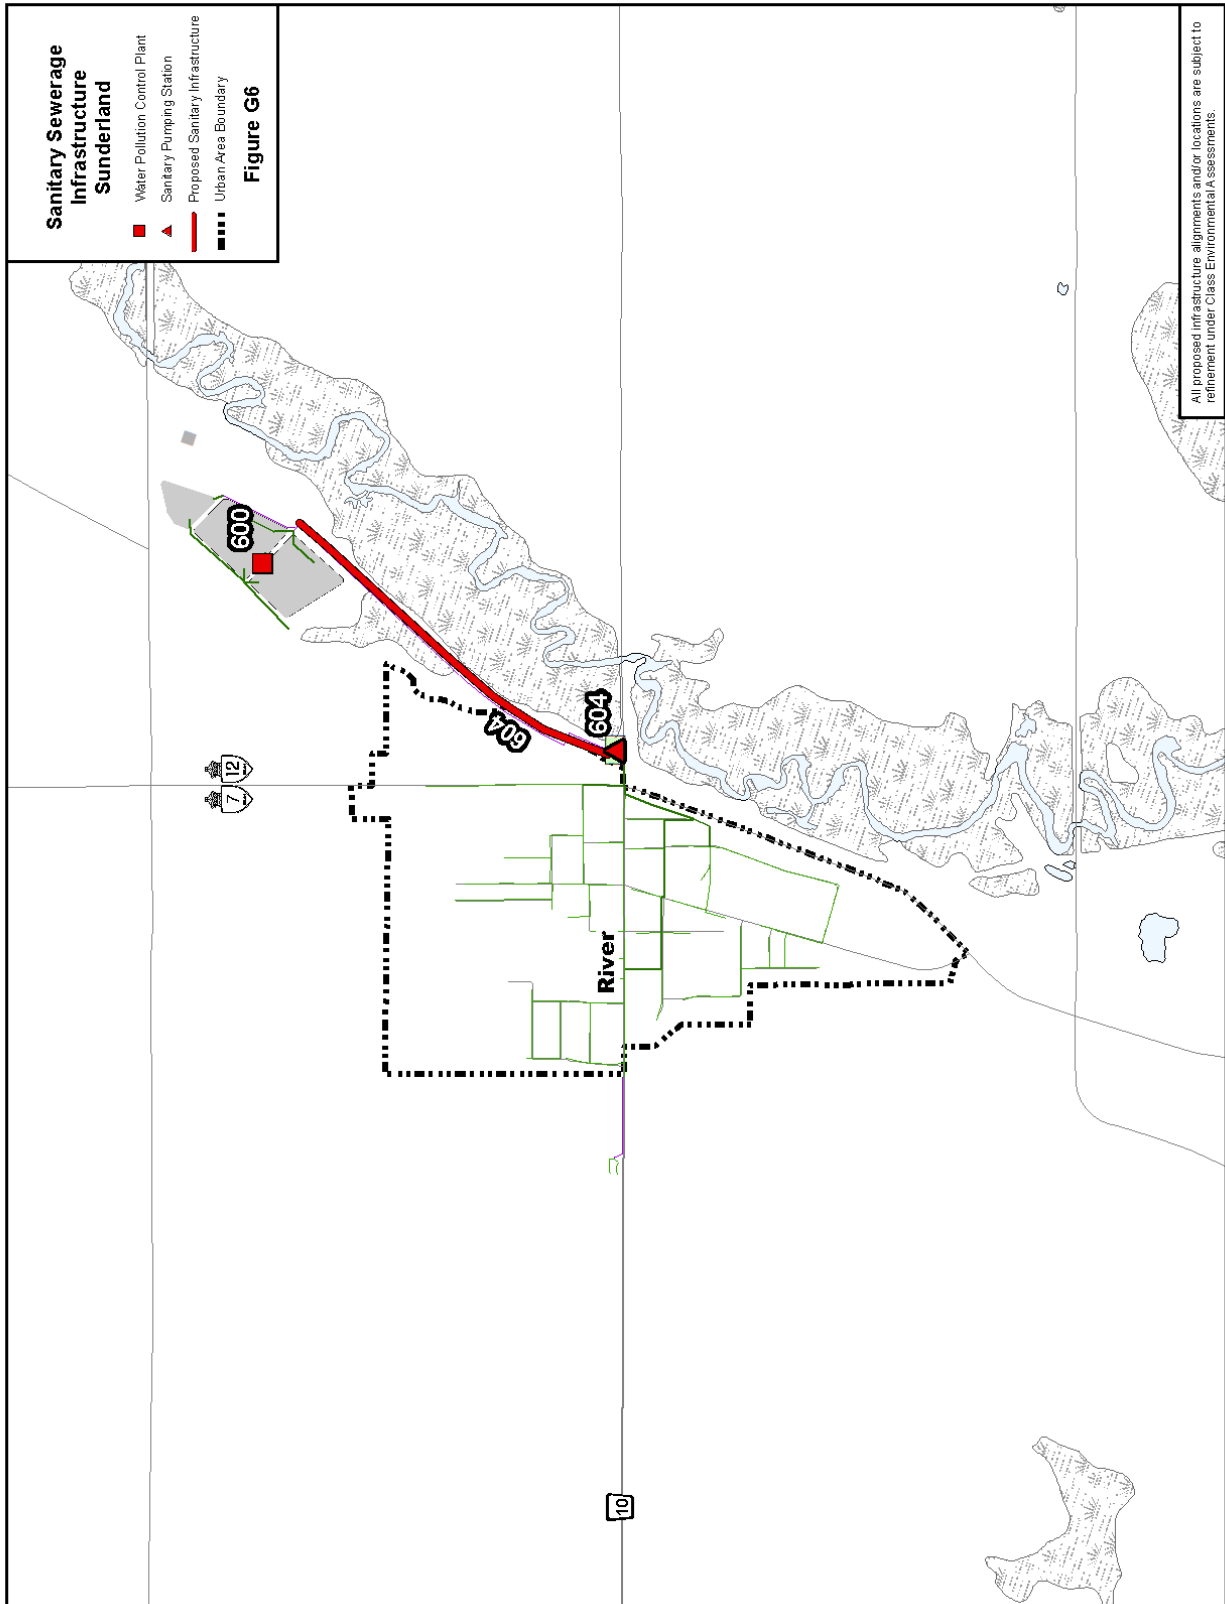 Sanitary Sewerage
Infrastructure
Sunderland
Water Pollution Control Plant
Sanitary Pumping Station
Proposed Sanitary Infrastructure
Urban Area Boundary
Figure G6
600
604
604
12
7
River
10
All proposed infrastructure alignments and/or locations are subject to
refinement under Class Environmental Assessments.